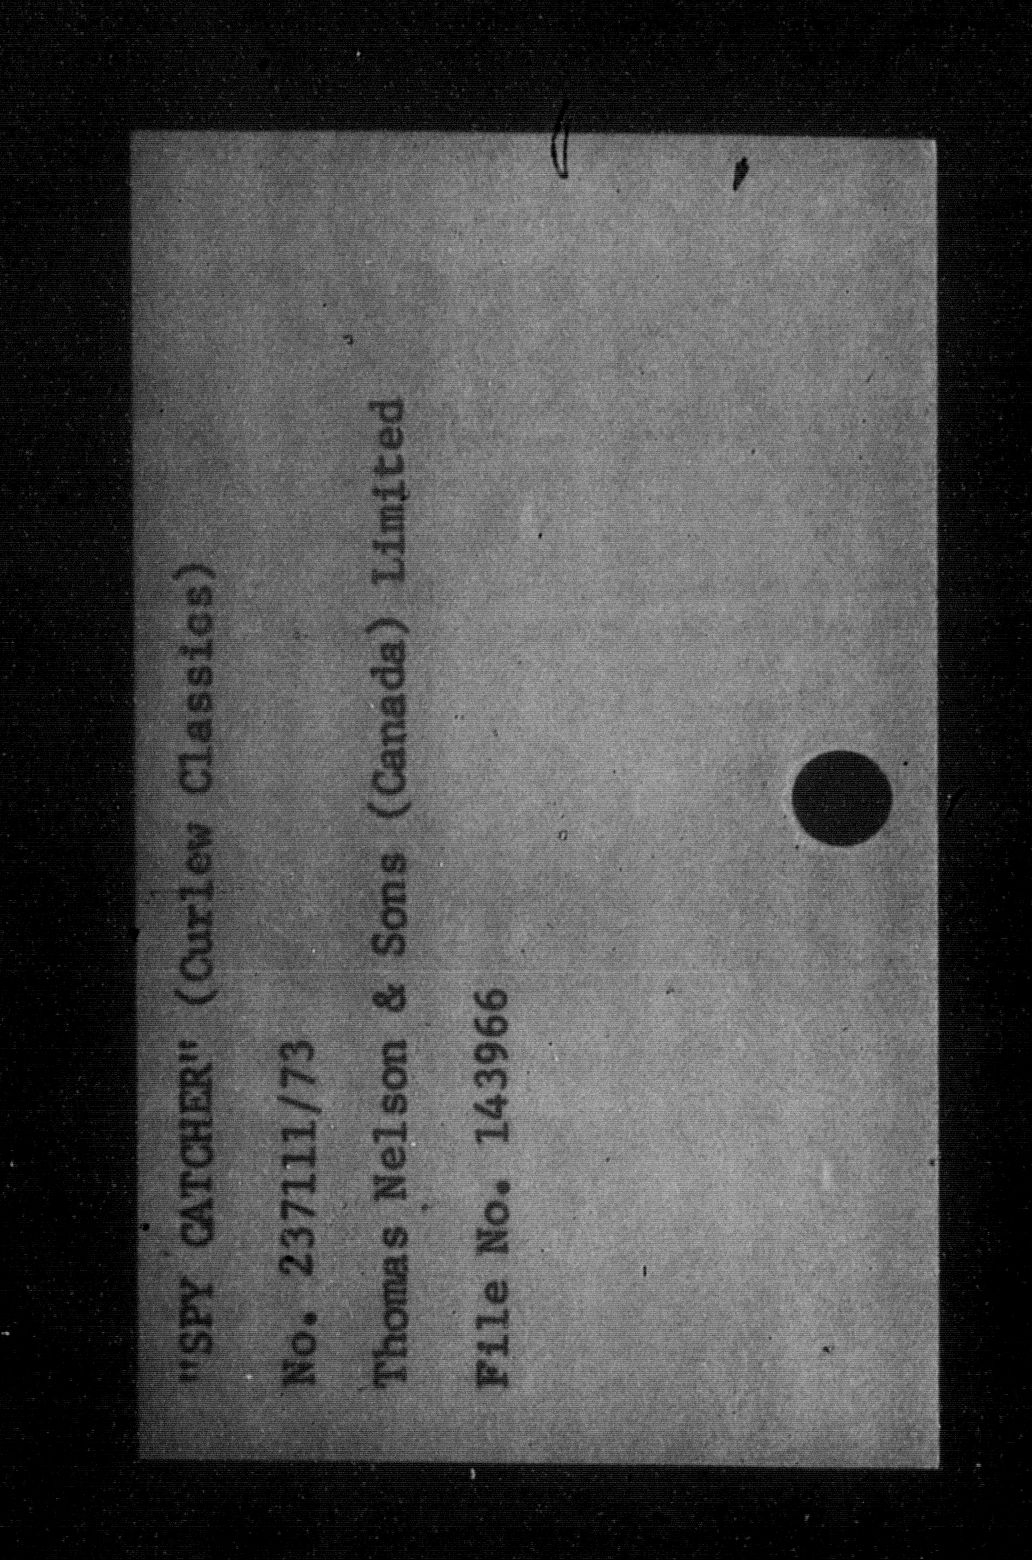 "SPY CATCHER" (Curlew Classics)
No. 237111/73
Thomas Nelson & Sons (Canada) Limited
File No. 143966